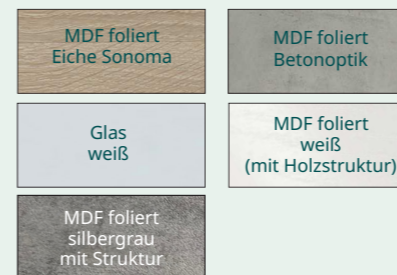 MDF foliert
Eiche Sonoma
MDF foliert
Betonoptik
Glas
weiß
MDF foliert
weiß
(mit Holzstruktur)
MDF foliert
silbergrau
mit Struktur